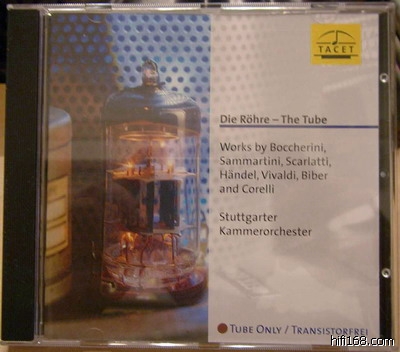 TACET
Die Röhre – The Tube
Works by Boccherini,
Sammartini, Scarlatti,
Händel, Vivaldi, Biber
and Corelli
Stuttgarter
Kammerorchester
TUBE ONLY / TRANSISTORFREI
hifi168.com